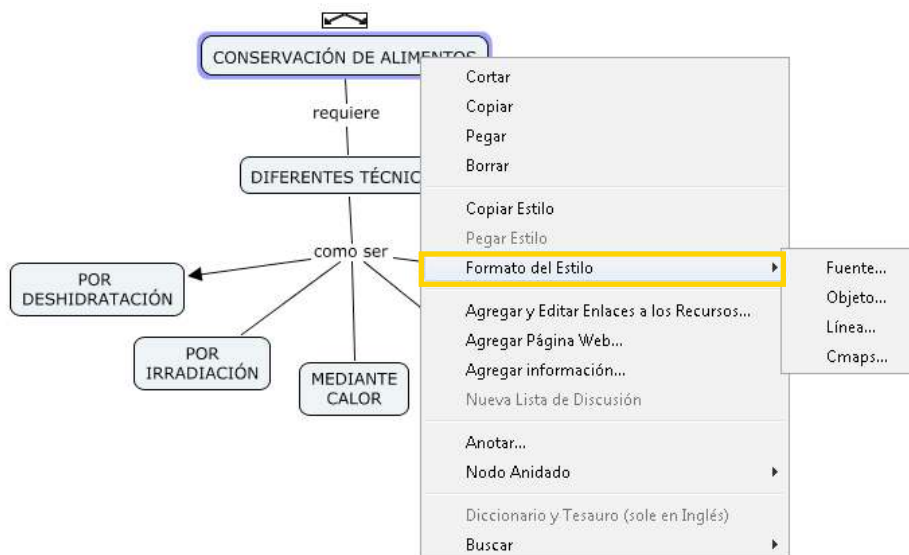 CONSERVACIÓN DE ALIMENTOS
requiere
DIFERENTES TÉCNIC
como ser
POR
DESHIDRATACIÓN
POR
IRRADIACIÓN
MEDIANTE
CALOR
Cortar
Copiar
Pegar
Borrar
Copiar Estilo
Pegar Estilo
Formato del Estilo
Agregar y Editar Enlaces a los Recursos...
Agregar Página Web...
Agregar información...
Nueva Lista de Discusión
Anotar...
Nodo Anidado
Diccionario y Tesauro (sole en Inglés)
Buscar
Fuente...
Objeto...
Línea...
Cmaps...